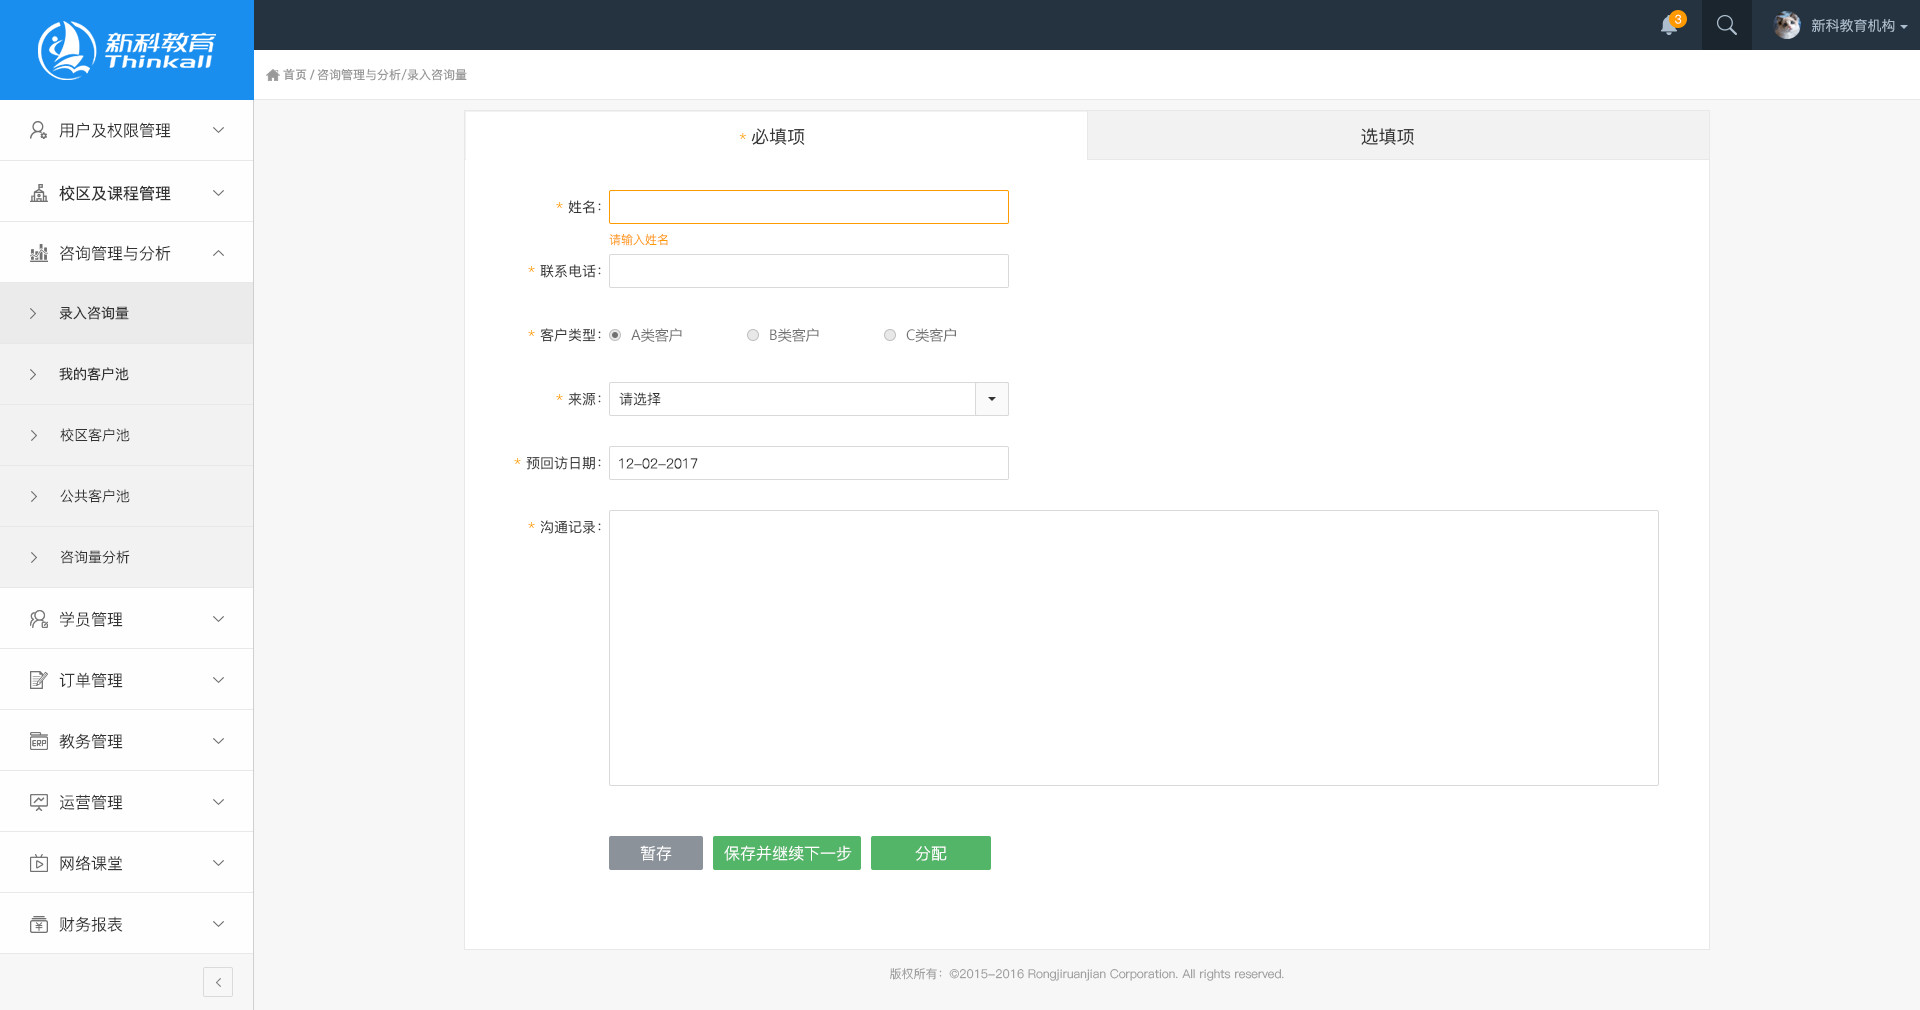 新科教育
Thinkall
3
新科教育机构
首页 / 咨询管理与分析/录入咨询量
用户及权限管理
校区及课程管理
咨询管理与分析
录入咨询量
我的客户池
校区客户池
公共客户池
咨询量分析
学员管理
订单管理
ERP 教务管理
运营管理
网络课堂
¥ 财务报表
* 必填项
选填项
* 姓名:
请输入姓名
* 联系电话:
* 客户类型: A类客户 B类客户 C类客户
* 来源: 请选择
* 预回访日期: 12-02-2017
* 沟通记录:
暂存 保存并继续下一步 分配
版权所有: ©2015-2016 Rongjiruanjian Corporation. All rights reserved.